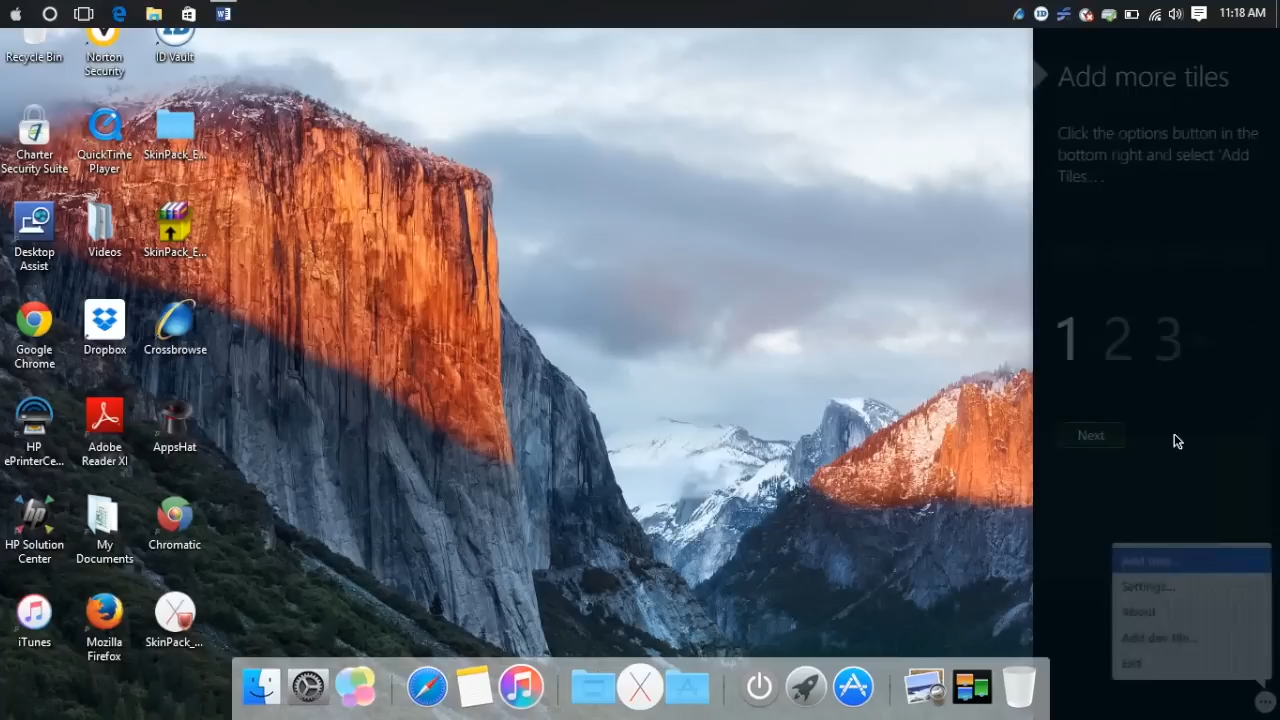 11:18 AM
Recycle Bin
Norton
Security
ID Vault
Charter
Security Suite
QuickTime
Player
SkinPack_E...
Desktop
Assist
Videos
SkinPack_E...
Google
Chrome
Dropbox
Crossbrowse
HP
ePrinterCe...
Adobe
Reader XI
AppsHat
HP Solution
Center
My
Documents
Chromatic
iTunes
Mozilla
Firefox
SkinPack_...
Add more tiles
Click the options button in the
bottom right and select 'Add
Tiles...
1 2 3
Next
Settings...
About
Exit